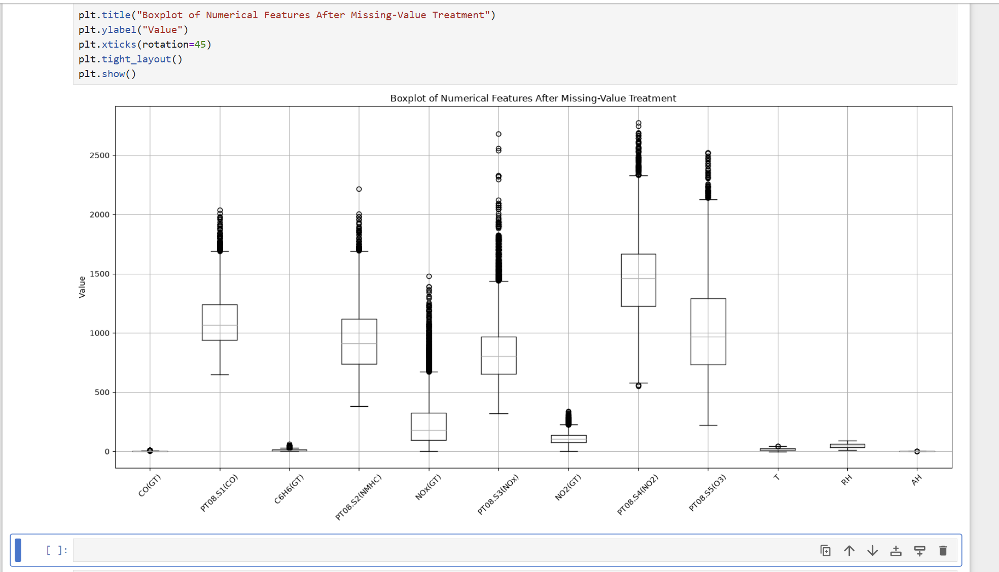 plt.title("Boxplot of Numerical Features After Missing-Value Treatment")
plt.ylabel("Value")
plt.xticks(rotation=45)
plt.tight_layout()
plt.show()
Boxplot of Numerical Features After Missing-Value Treatment
2500
2000
1500
1000
500
0
Value
CO(GT)
PT08.S1(CO)
C6H6(GT)
PT08.S2(NMHC)
NOx(GT)
PT08.S3(NOx)
NO2(GT)
PT08.S4(NO2)
PT08.S5(O3)
T
RH
AH
[ ]: